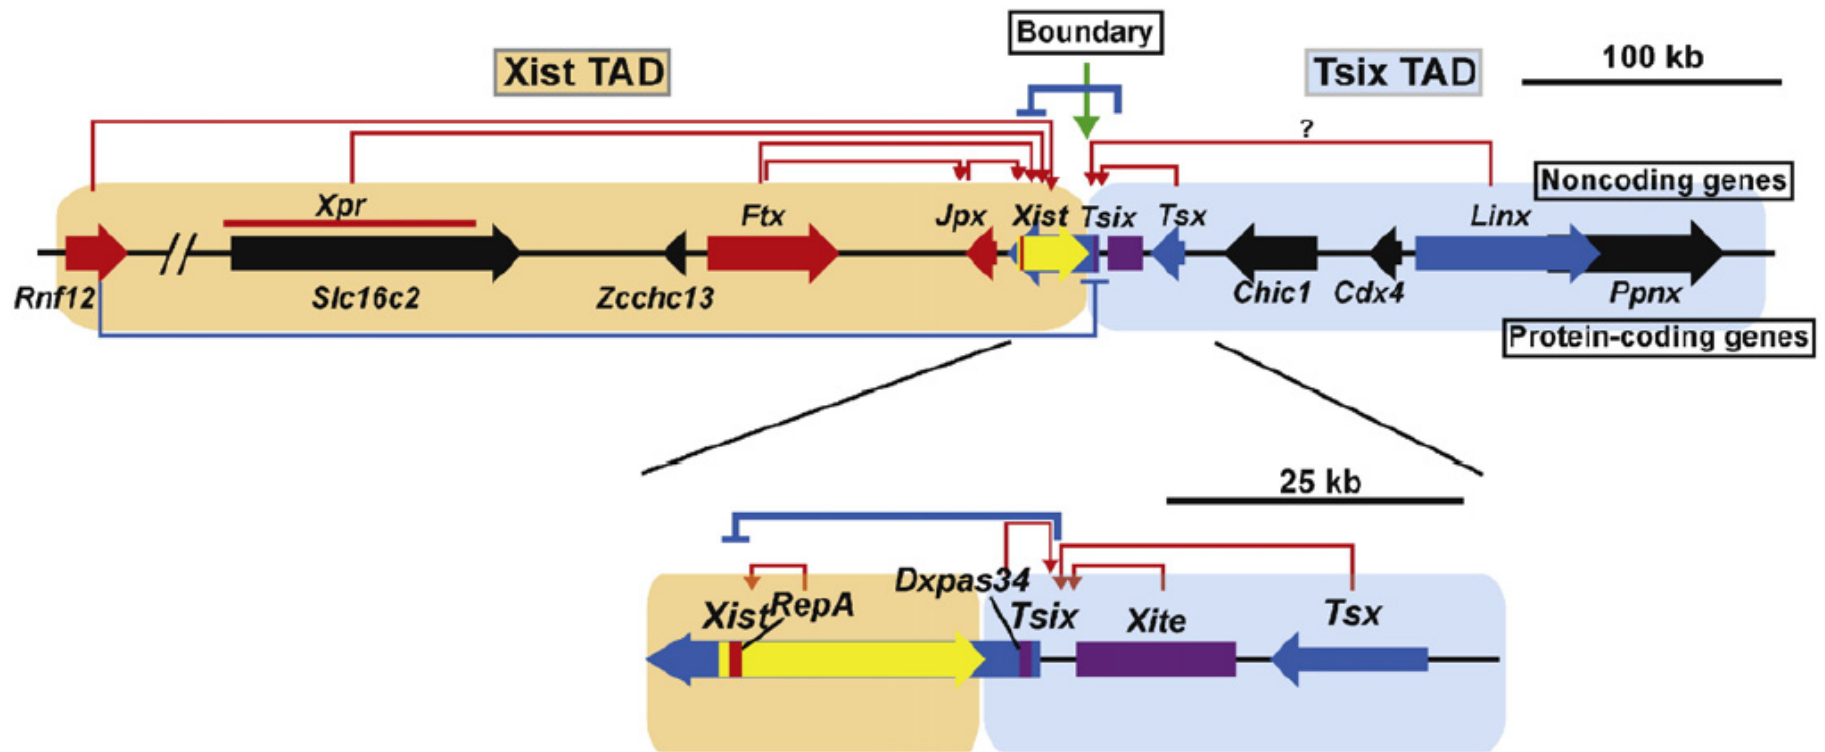 Boundary
Xist TAD
Tsix TAD
100 kb
?
Noncoding genes
Xpr
Ftx
Jpx
Xist
Tsix
Tsx
Linx
Rnf12
Slc16c2
Zcchc13
Chic1
Cdx4
Ppnx
Protein-coding genes
25 kb
Dxpas34
Xist
RepA
Tsix
Xite
Tsx